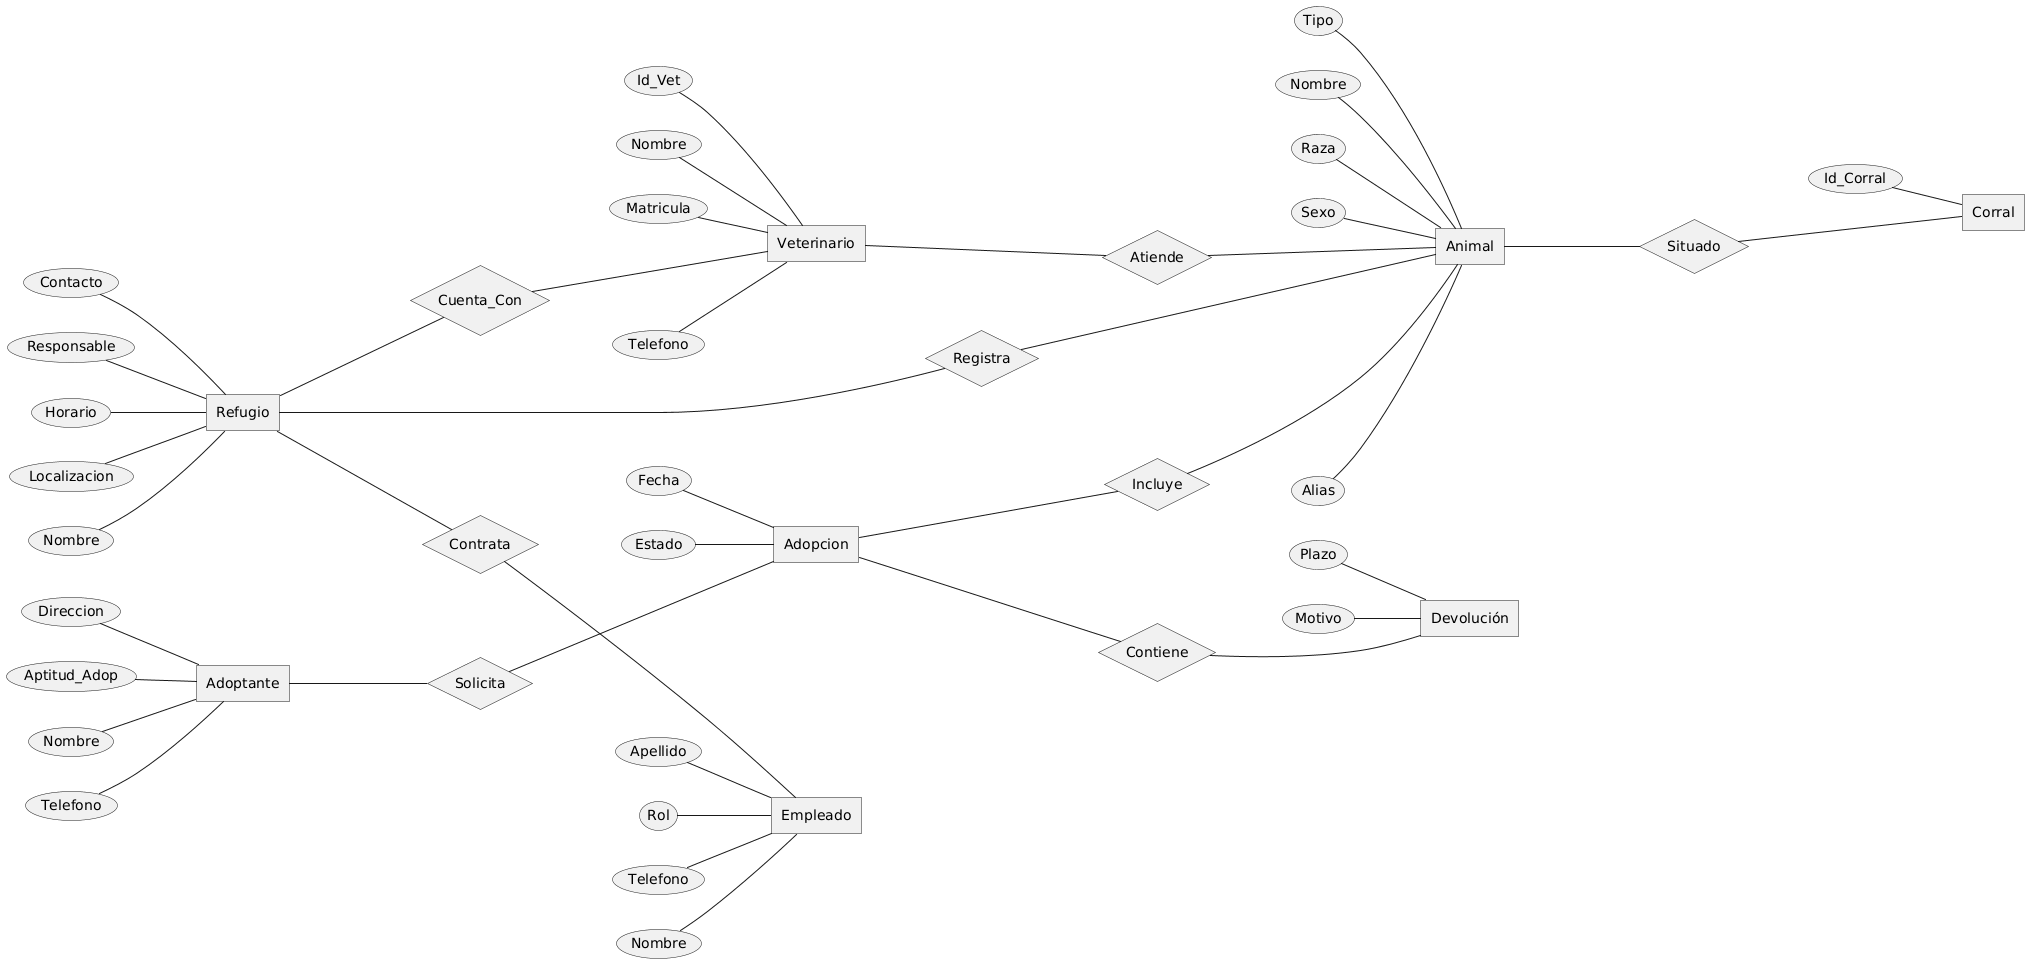 Tipo
Id_Vet
Nombre
Nombre
Raza
Id_Corral
Nombre
Matricula
Sexo
Corral
Veterinario
Animal
Situado
Atiende
Contacto
Cuenta_Con
Responsable
Telefono
Registra
Horario
Refugio
Localizacion
Fecha
Incluye
Alias
Nombre
Contrata
Estado
Adopcion
Plazo
Direccion
Motivo
Devolución
Contiene
Aptitud_Adop
Adoptante
Solicita
Nombre
Apellido
Telefono
Rol
Empleado
Telefono
Nombre